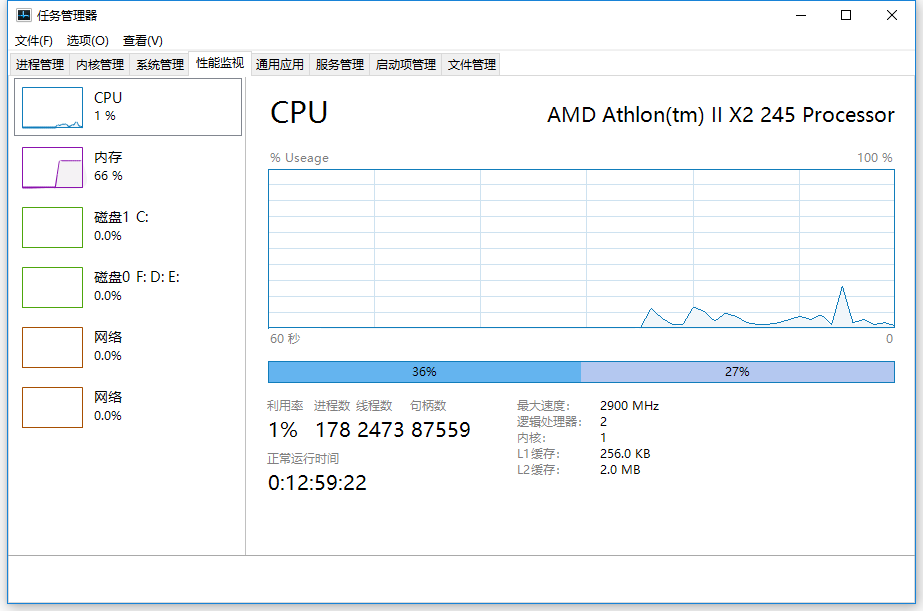 任务管理器
文件(F) 选项(O) 查看(V)
进程管理 内核管理 系统管理 性能监视 通用应用 服务管理 启动项管理 文件管理
CPU
1 %
内存
66 %
磁盘1 C:
0.0%
磁盘0 F: D: E:
0.0%
网络
0.0%
网络
0.0%
CPU AMD Athlon(tm) II X2 245 Processor
% Useage 100 %
60 秒 0
36% 27%
利用率 进程数 线程数 句柄数
1% 178 2473 87559
正常运行时间
0:12:59:22
最大速度: 2900 MHz
逻辑处理器: 2
内核: 1
L1缓存: 256.0 KB
L2缓存: 2.0 MB